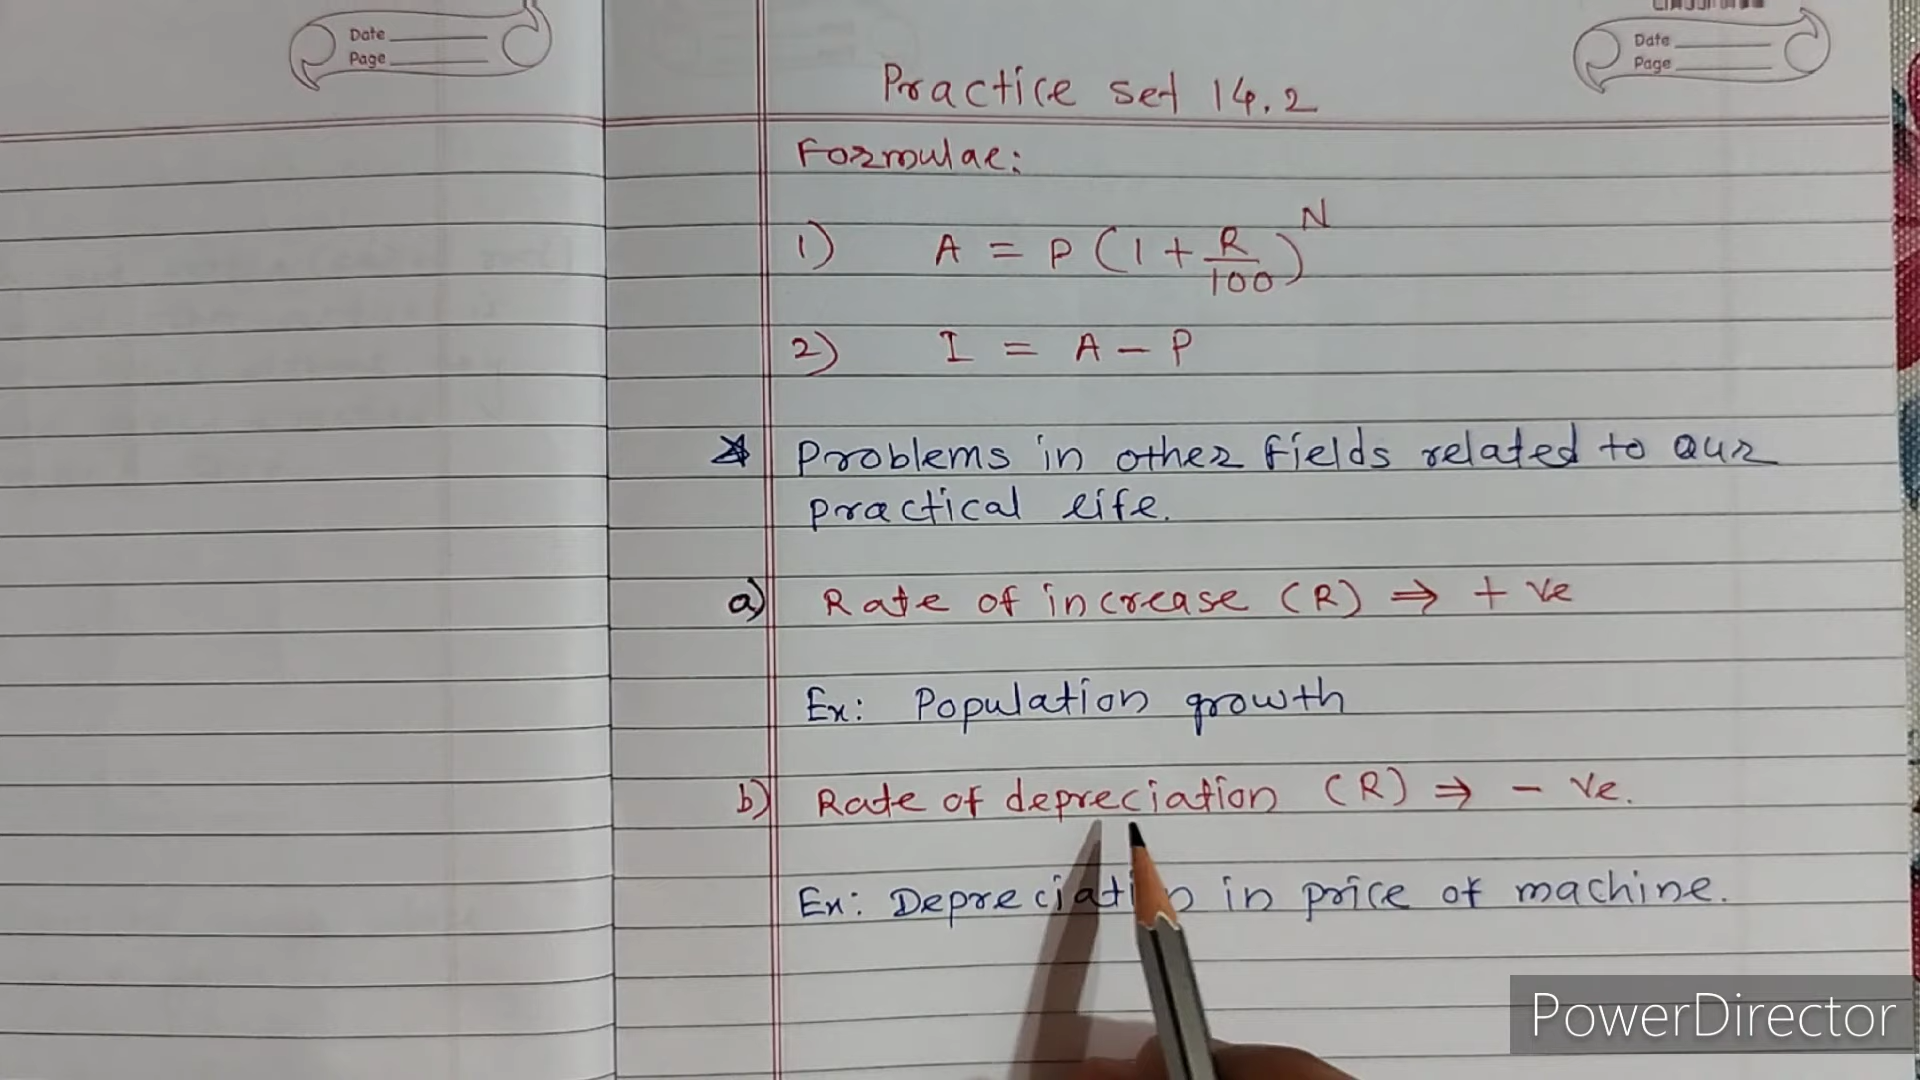 Date
Page
Date
Page
Practice set 14.2
Formulae:
1) A = P (1 + R/100)^N
2) I = A - P
Problems in other fields related to our
practical life.
a) Rate of increase (R) ⇒ + ve
Ex: Population growth
b) Rate of depreciation (R) ⇒ - ve.
Ex: Depreciation in price of machine.
PowerDirector